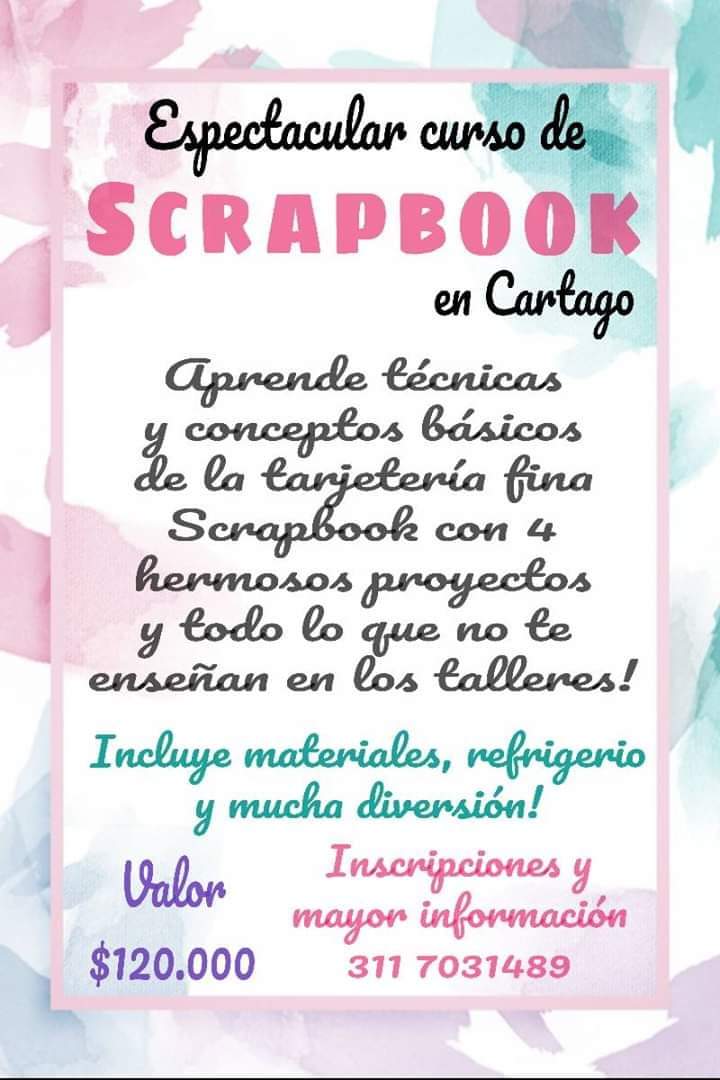 Espectacular curso de
SCRAPBOOK
en Cartago
Aprende técnicas
y conceptos básicos
de la tarjetería fina
Scrapbook con 4
hermosos proyectos
y todo lo que no te
enseñan en los talleres!
Incluye materiales, refrigerio
y mucha diversión!
Valor
$120.000
Inscripciones y
mayor información
311 7031489